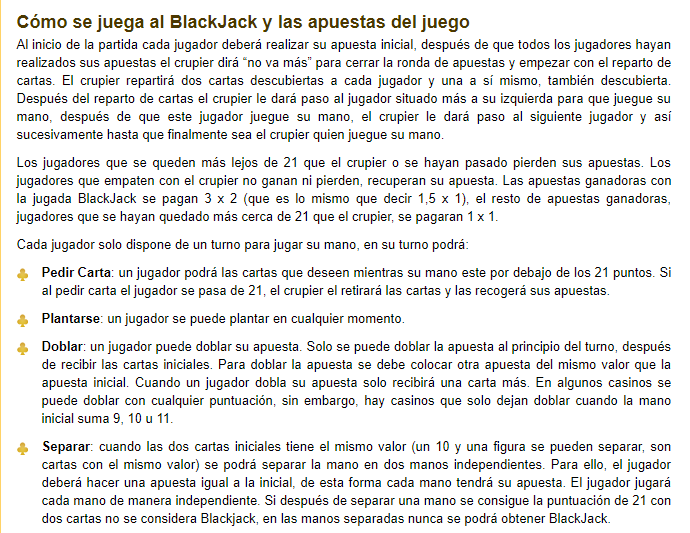 Cómo se juega al BlackJack y las apuestas del juego
Al inicio de la partida cada jugador deberá realizar su apuesta inicial, después de que todos los jugadores hayan
realizados sus apuestas el crupier dirá “no va más” para cerrar la ronda de apuestas y empezar con el reparto de
cartas. El crupier repartirá dos cartas descubiertas a cada jugador y una a sí mismo, también descubierta.
Después del reparto de cartas el crupier le dará paso al jugador situado más a su izquierda para que juegue su
mano, después de que este jugador juegue su mano, el crupier le dará paso al siguiente jugador y así
sucesivamente hasta que finalmente sea el crupier quien juegue su mano.
Los jugadores que se queden más lejos de 21 que el crupier o se hayan pasado pierden sus apuestas. Los
jugadores que empaten con el crupier no ganan ni pierden, recuperan su apuesta. Las apuestas ganadoras con
la jugada BlackJack se pagan 3 x 2 (que es lo mismo que decir 1,5 x 1), el resto de apuestas ganadoras,
jugadores que se hayan quedado más cerca de 21 que el crupier, se pagaran 1 x 1.
Cada jugador solo dispone de un turno para jugar su mano, en su turno podrá:
Pedir Carta: un jugador podrá las cartas que deseen mientras su mano este por debajo de los 21 puntos. Si
al pedir carta el jugador se pasa de 21, el crupier el retirará las cartas y las recogerá sus apuestas.
Plantarse: un jugador se puede plantar en cualquier momento.
Doblar: un jugador puede doblar su apuesta. Solo se puede doblar la apuesta al principio del turno, después
de recibir las cartas iniciales. Para doblar la apuesta se debe colocar otra apuesta del mismo valor que la
apuesta inicial. Cuando un jugador dobla su apuesta solo recibirá una carta más. En algunos casinos se
puede doblar con cualquier puntuación, sin embargo, hay casinos que solo dejan doblar cuando la mano
inicial suma 9, 10 u 11.
Separar: cuando las dos cartas iniciales tiene el mismo valor (un 10 y una figura se pueden separar, son
cartas con el mismo valor) se podrá separar la mano en dos manos independientes. Para ello, el jugador
deberá hacer una apuesta igual a la inicial, de esta forma cada mano tendrá su apuesta. El jugador jugará
cada mano de manera independiente. Si después de separar una mano se consigue la puntuación de 21 con
dos cartas no se considera Blackjack, en las manos separadas nunca se podrá obtener BlackJack.